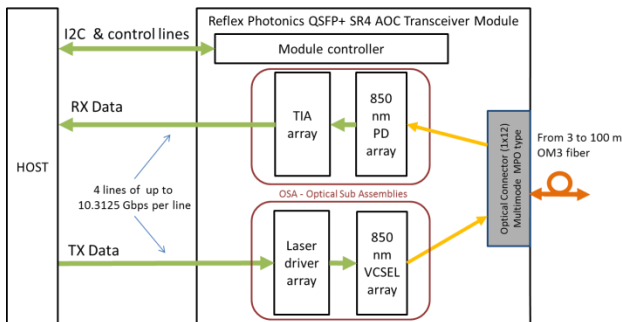 Reflex Photonics QSFP+ SR4 AOC Transceiver Module
I2C & control lines
Module controller
RX Data
TIA
array
850
nm
PD
array
HOST
4 lines of up to
10.3125 Gbps per line
OSA - Optical Sub Assemblies
Optical Connector (1x12)
Multimode MPO type
From 3 to 100 m
OM3 fiber
TX Data
Laser
driver
array
850
nm
VCSEL
array